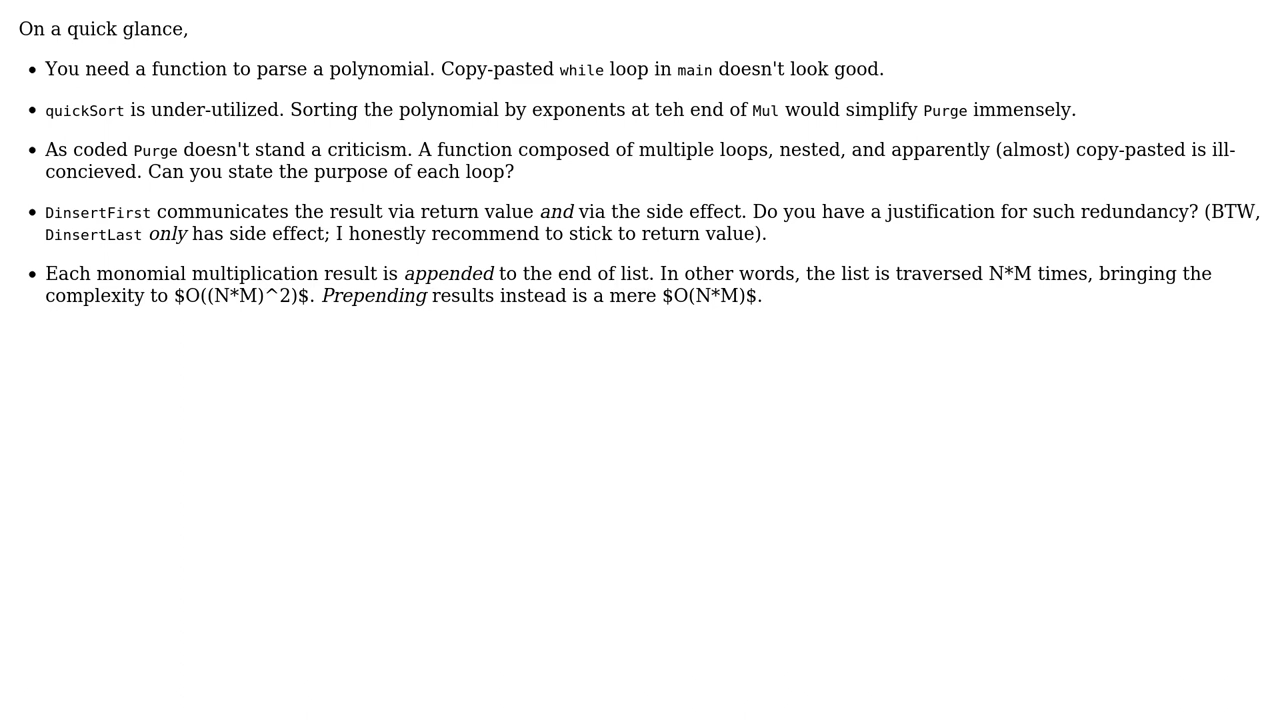 On a quick glance,
• You need a function to parse a polynomial. Copy-pasted while loop in main doesn't look good.
• quickSort is under-utilized. Sorting the polynomial by exponents at teh end of Mul would simplify Purge immensely.
• As coded Purge doesn't stand a criticism. A function composed of multiple loops, nested, and apparently (almost) copy-pasted is ill-
concieved. Can you state the purpose of each loop?
• DinsertFirst communicates the result via return value and via the side effect. Do you have a justification for such redundancy? (BTW,
DinsertLast only has side effect; I honestly recommend to stick to return value).
• Each monomial multiplication result is appended to the end of list. In other words, the list is traversed N*M times, bringing the
complexity to $O((N*M)^2)$. Prepending results instead is a mere $O(N*M)$.